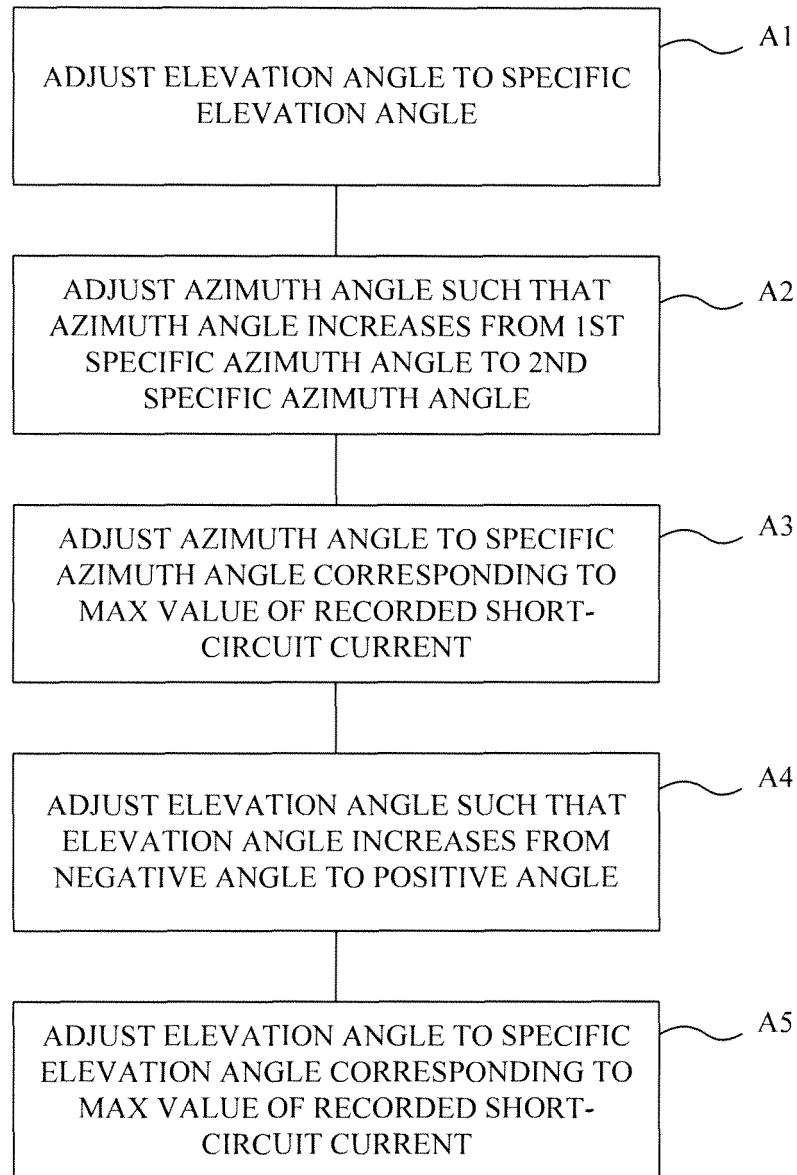 A1
ADJUST ELEVATION ANGLE TO SPECIFIC
ELEVATION ANGLE
A2
ADJUST AZIMUTH ANGLE SUCH THAT
AZIMUTH ANGLE INCREASES FROM 1ST
SPECIFIC AZIMUTH ANGLE TO 2ND
SPECIFIC AZIMUTH ANGLE
A3
ADJUST AZIMUTH ANGLE TO SPECIFIC
AZIMUTH ANGLE CORRESPONDING TO
MAX VALUE OF RECORDED SHORT-
CIRCUIT CURRENT
A4
ADJUST ELEVATION ANGLE SUCH THAT
ELEVATION ANGLE INCREASES FROM
NEGATIVE ANGLE TO POSITIVE ANGLE
A5
ADJUST ELEVATION ANGLE TO SPECIFIC
ELEVATION ANGLE CORRESPONDING TO
MAX VALUE OF RECORDED SHORT-
CIRCUIT CURRENT